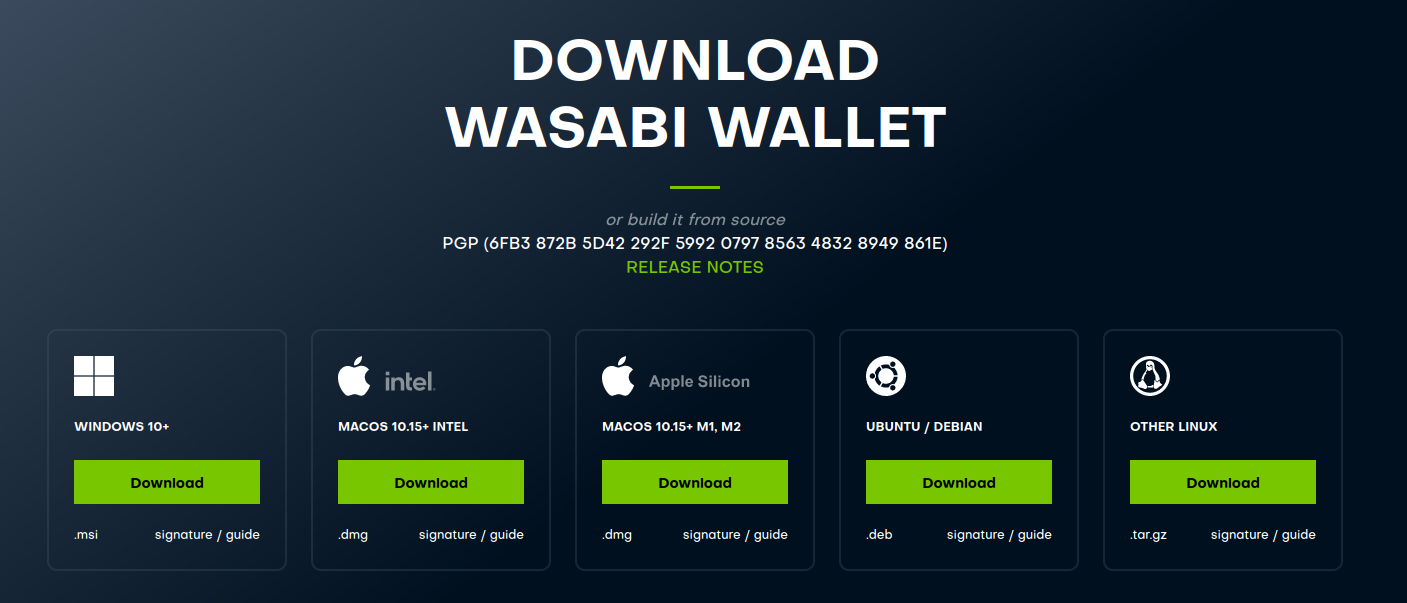 DOWNLOAD
WASABI WALLET
or build it from source
PGP (6FB3 872B 5D42 292F 5992 0797 8563 4832 8949 861E)
RELEASE NOTES
WINDOWS 10+
Download
.msi signature / guide
intel.
MACOS 10.15+ INTEL
Download
.dmg signature / guide
Apple Silicon
MACOS 10.15+ M1, M2
Download
.dmg signature / guide
UBUNTU / DEBIAN
Download
.deb signature / guide
OTHER LINUX
Download
.tar.gz signature / guide